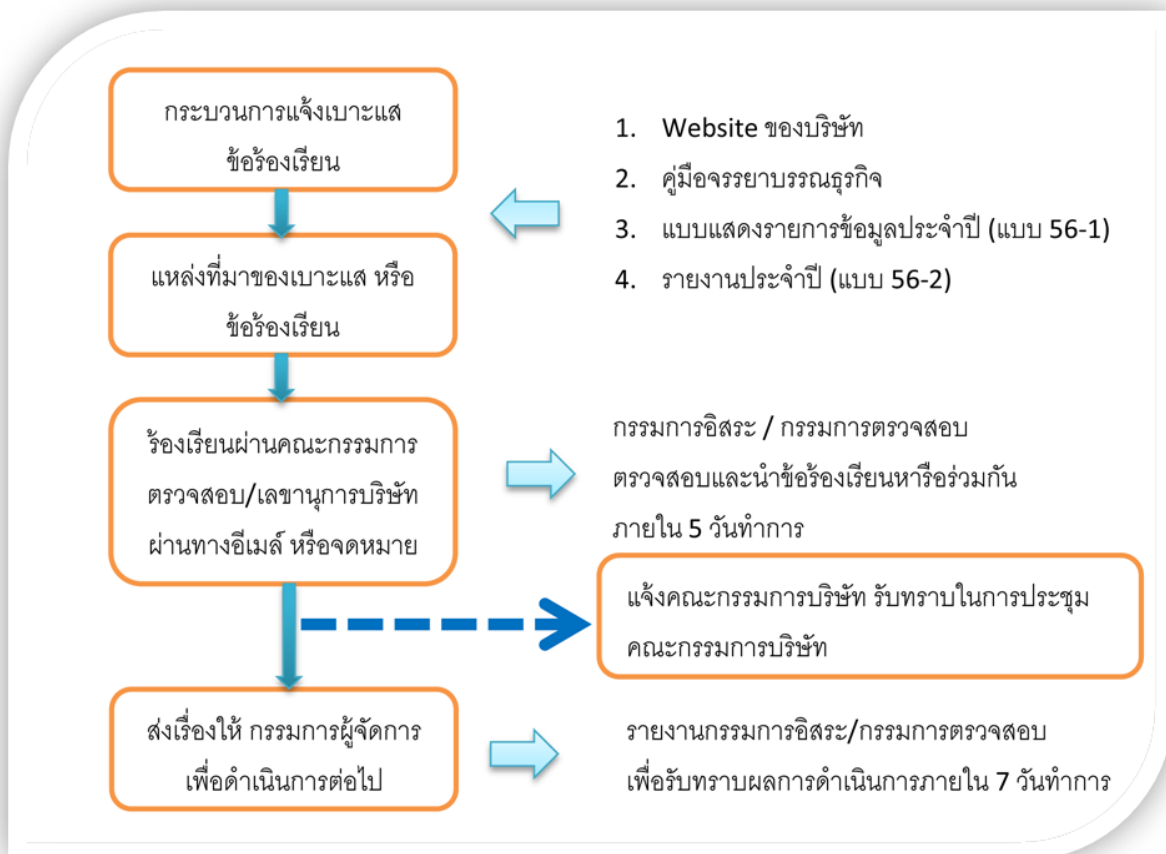 กระบวนการแจ้งเบาะแส
ข้อร้องเรียน
1. Website ของบริษัท
2. คู่มือจรรยาบรรณธุรกิจ
3. แบบแสดงรายการข้อมูลประจำปี (แบบ 56-1)
4. รายงานประจำปี (แบบ 56-2)
แหล่งที่มาของเบาะแส หรือ
ข้อร้องเรียน
ร้องเรียนผ่านคณะกรรมการ
ตรวจสอบ/เลขานุการบริษัท
ผ่านทางอีเมล์ หรือจดหมาย
กรรมการอิสระ / กรรมการตรวจสอบ
ตรวจสอบและนำข้อร้องเรียนหารือร่วมกัน
ภายใน 5 วันทำการ
แจ้งคณะกรรมการบริษัท รับทราบในการประชุม
คณะกรรมการบริษัท
ส่งเรื่องให้ กรรมการผู้จัดการ
เพื่อดำเนินการต่อไป
รายงานกรรมการอิสระ/กรรมการตรวจสอบ
เพื่อรับทราบผลการดำเนินการภายใน 7 วันทำการ